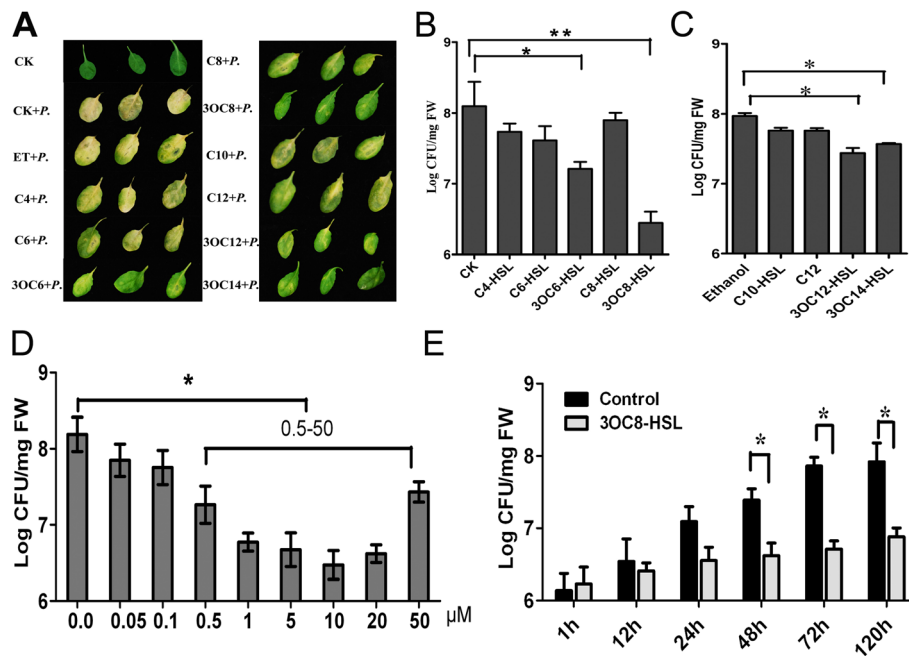 A
CK
CK+P.
ET+P.
C4+P.
C6+P.
3OC6+P.
C8+P.
3OC8+P.
C10+P.
C12+P.
3OC12+P.
3OC14+P.
B
Log CFU/mg FW
9
8
7
6
*
**
CK
C4-HSL
C6-HSL
3OC6-HSL
C8-HSL
3OC8-HSL
C
Log CFU/mg FW
9
8
7
6
*
*
Ethanol
C10-HSL
C12
3OC12-HSL
3OC14-HSL
D
Log CFU/mg FW
9
8
7
6
*
0.5-50
0.0 0.05 0.1 0.5 1 5 10 20 50 μM
E
Log CFU/mg FW
9
8
7
6
Control
3OC8-HSL
* * *
1h 12h 24h 48h 72h 120h